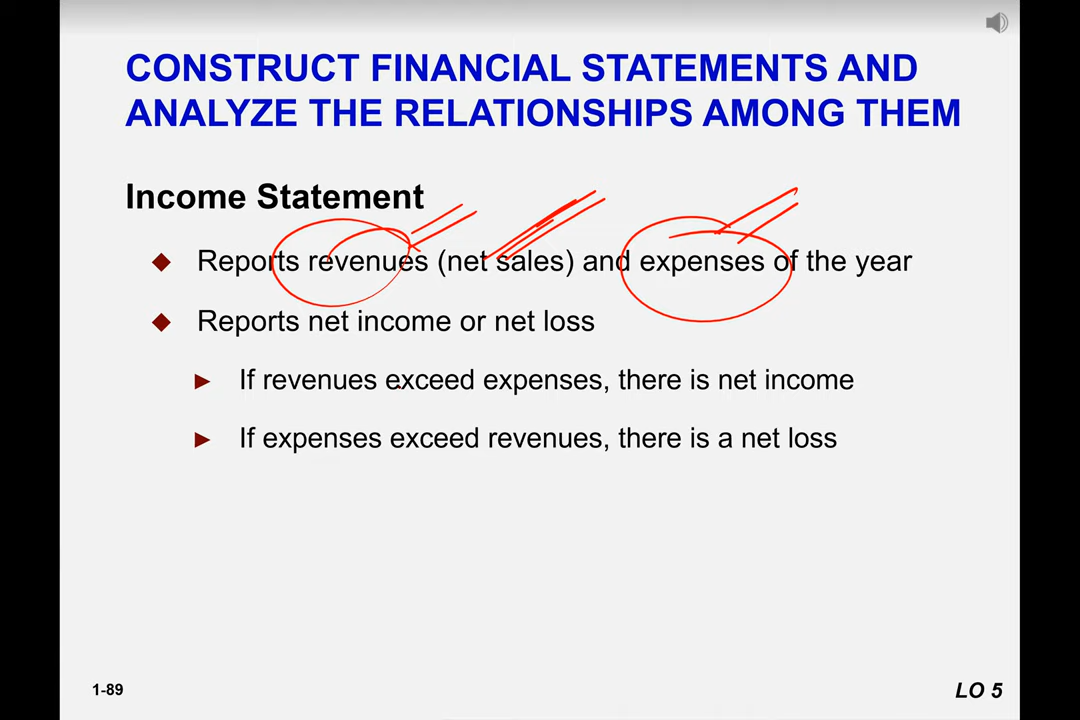 CONSTRUCT FINANCIAL STATEMENTS AND
ANALYZE THE RELATIONSHIPS AMONG THEM
Income Statement
Reports revenues (net sales) and expenses of the year
Reports net income or net loss
If revenues exceed expenses, there is net income
If expenses exceed revenues, there is a net loss
1-89
LO 5